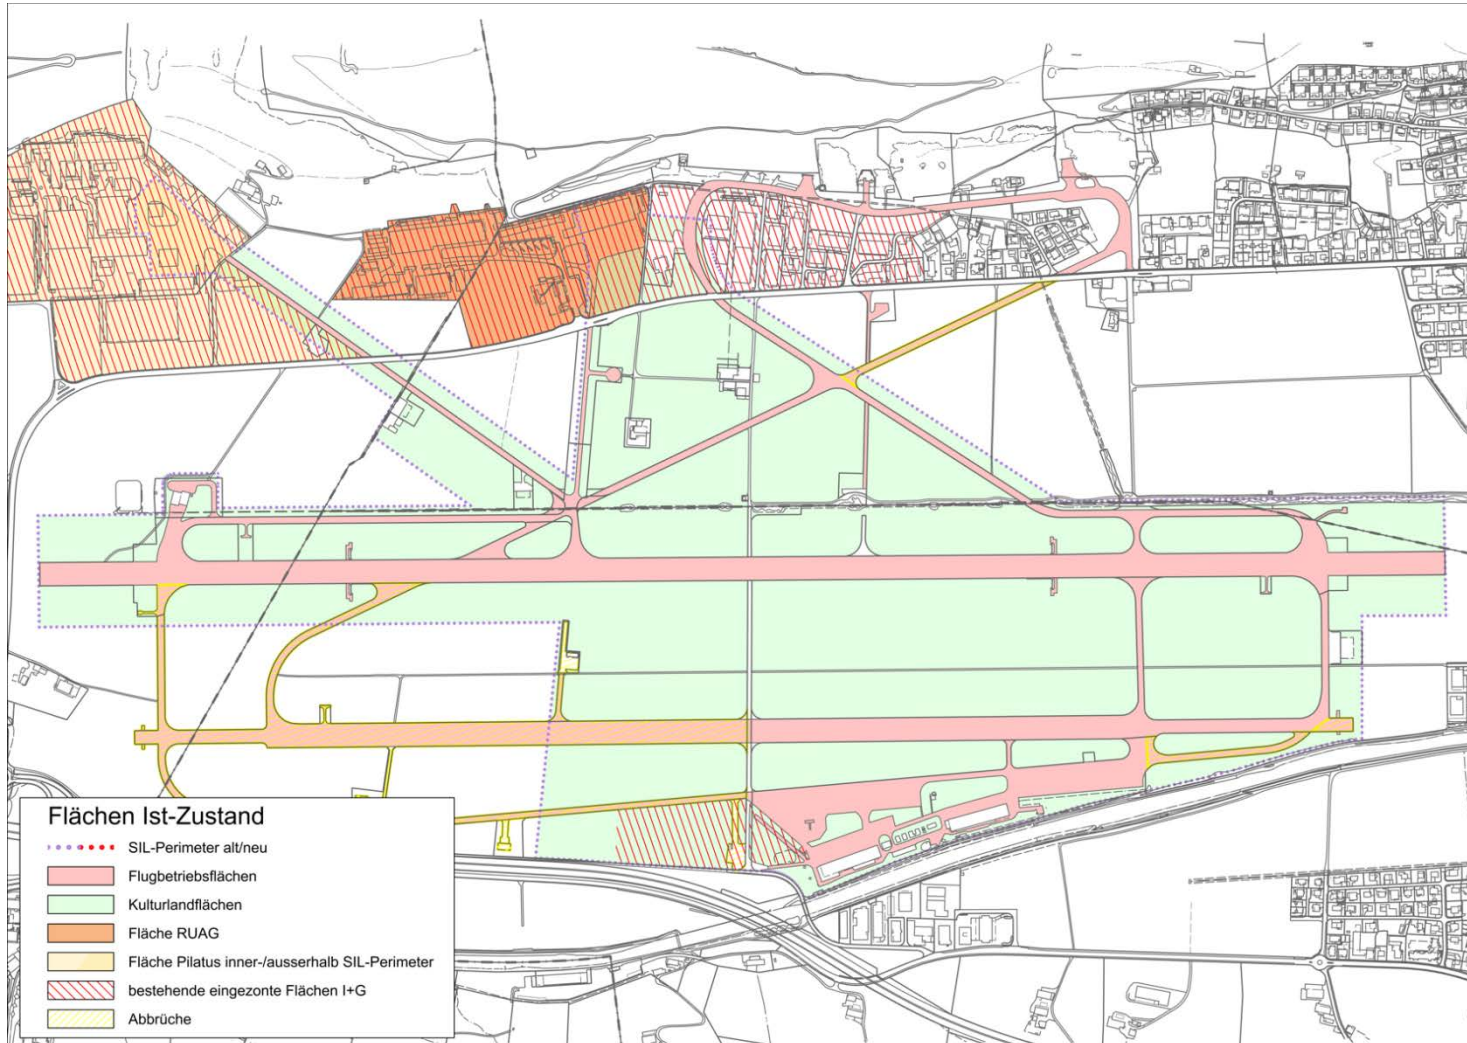 Flächen Ist-Zustand
SIL-Perimeter alt/neu
Flugbetriebsflächen
Kulturlandflächen
Fläche RUAG
Fläche Pilatus inner-/ausserhalb SIL-Perimeter
bestehende eingezonte Flächen I+G
Abbrüche